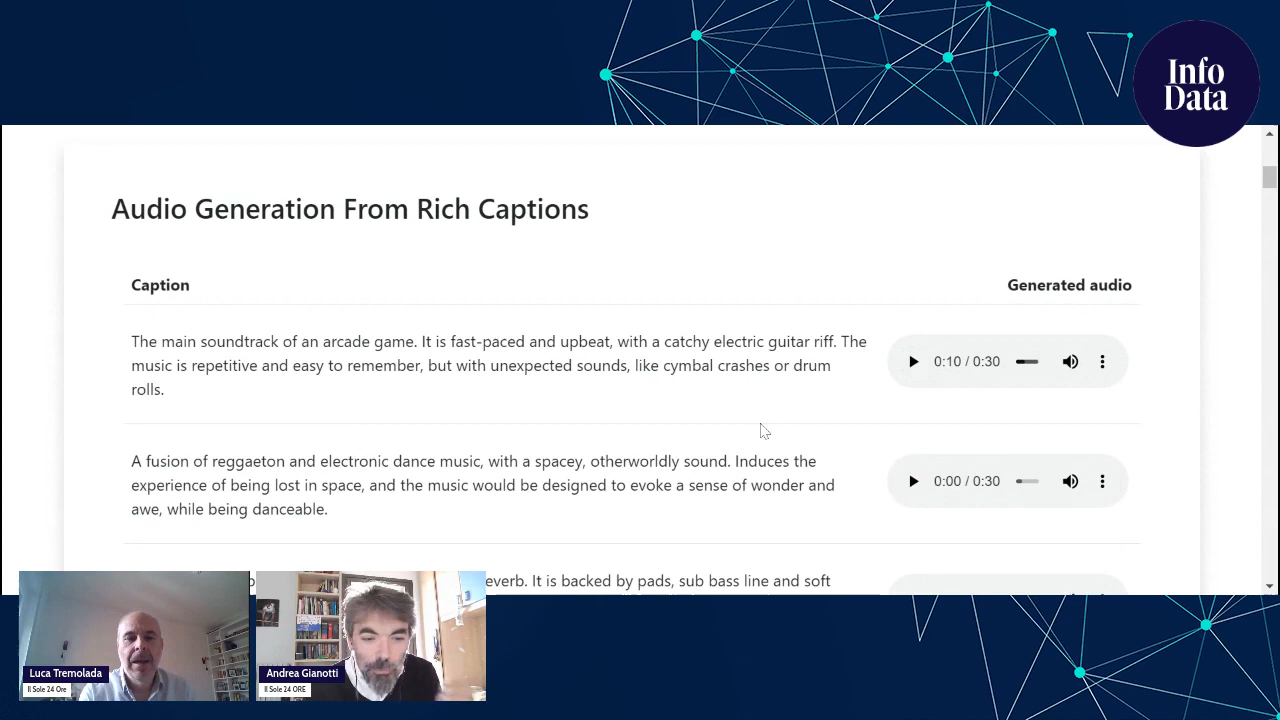 Info
Data
Audio Generation From Rich Captions
Caption
Generated audio
The main soundtrack of an arcade game. It is fast-paced and upbeat, with a catchy electric guitar riff. The
music is repetitive and easy to remember, but with unexpected sounds, like cymbal crashes or drum
rolls.
0:10 / 0:30
A fusion of reggaeton and electronic dance music, with a spacey, otherworldly sound. Induces the
experience of being lost in space, and the music would be designed to evoke a sense of wonder and
awe, while being danceable.
0:00 / 0:30
It is backed by pads, sub bass line and soft
Luca Tremolada
Il Sole 24 Ore
Andrea Gianotti
Il Sole 24 ORE